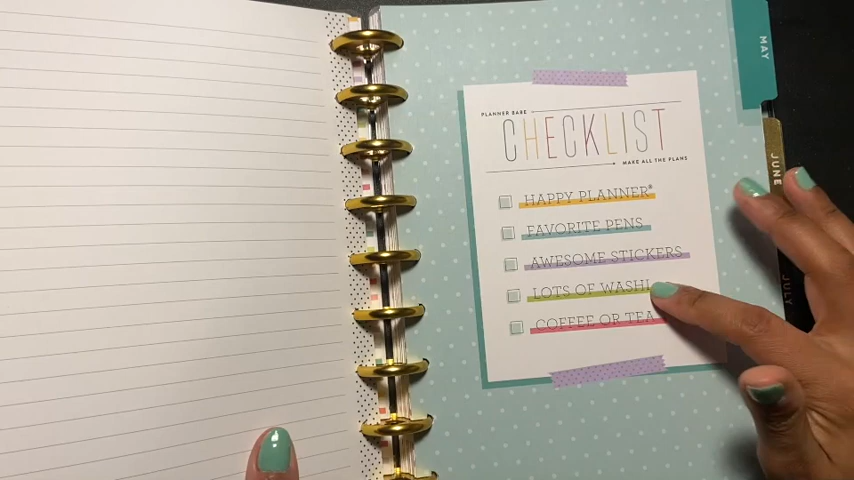 PLANNER BABE
CHECKLIST
MAKE ALL THE PLANS
HAPPY PLANNER®
FAVORITE PENS
AWESOME STICKERS
LOTS OF WASHI
COFFEE OR TEA
MAY
JUNE
JULY